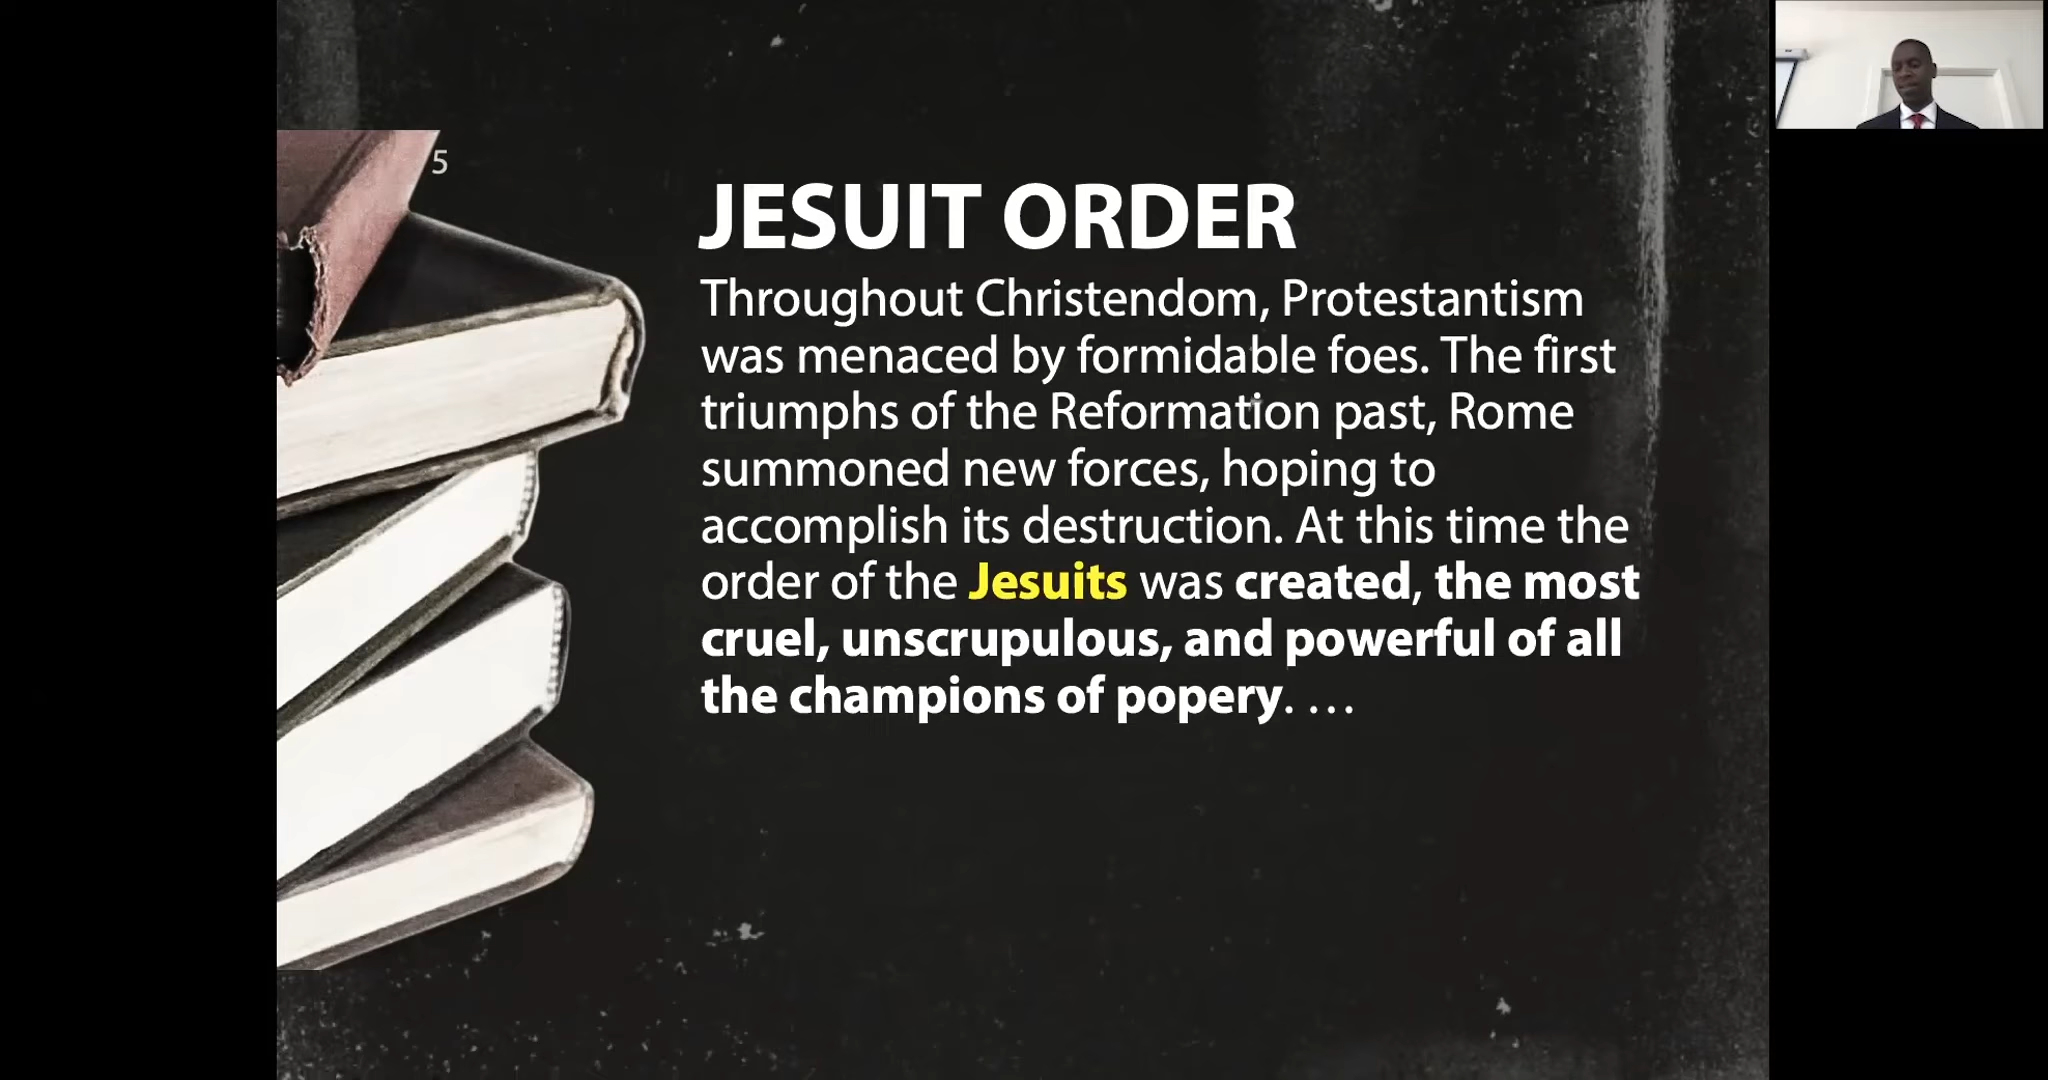 5
JESUIT ORDER
Throughout Christendom, Protestantism
was menaced by formidable foes. The first
triumphs of the Reformation past, Rome
summoned new forces, hoping to
accomplish its destruction. At this time the
order of the Jesuits was created, the most
cruel, unscrupulous, and powerful of all
the champions of popery. …